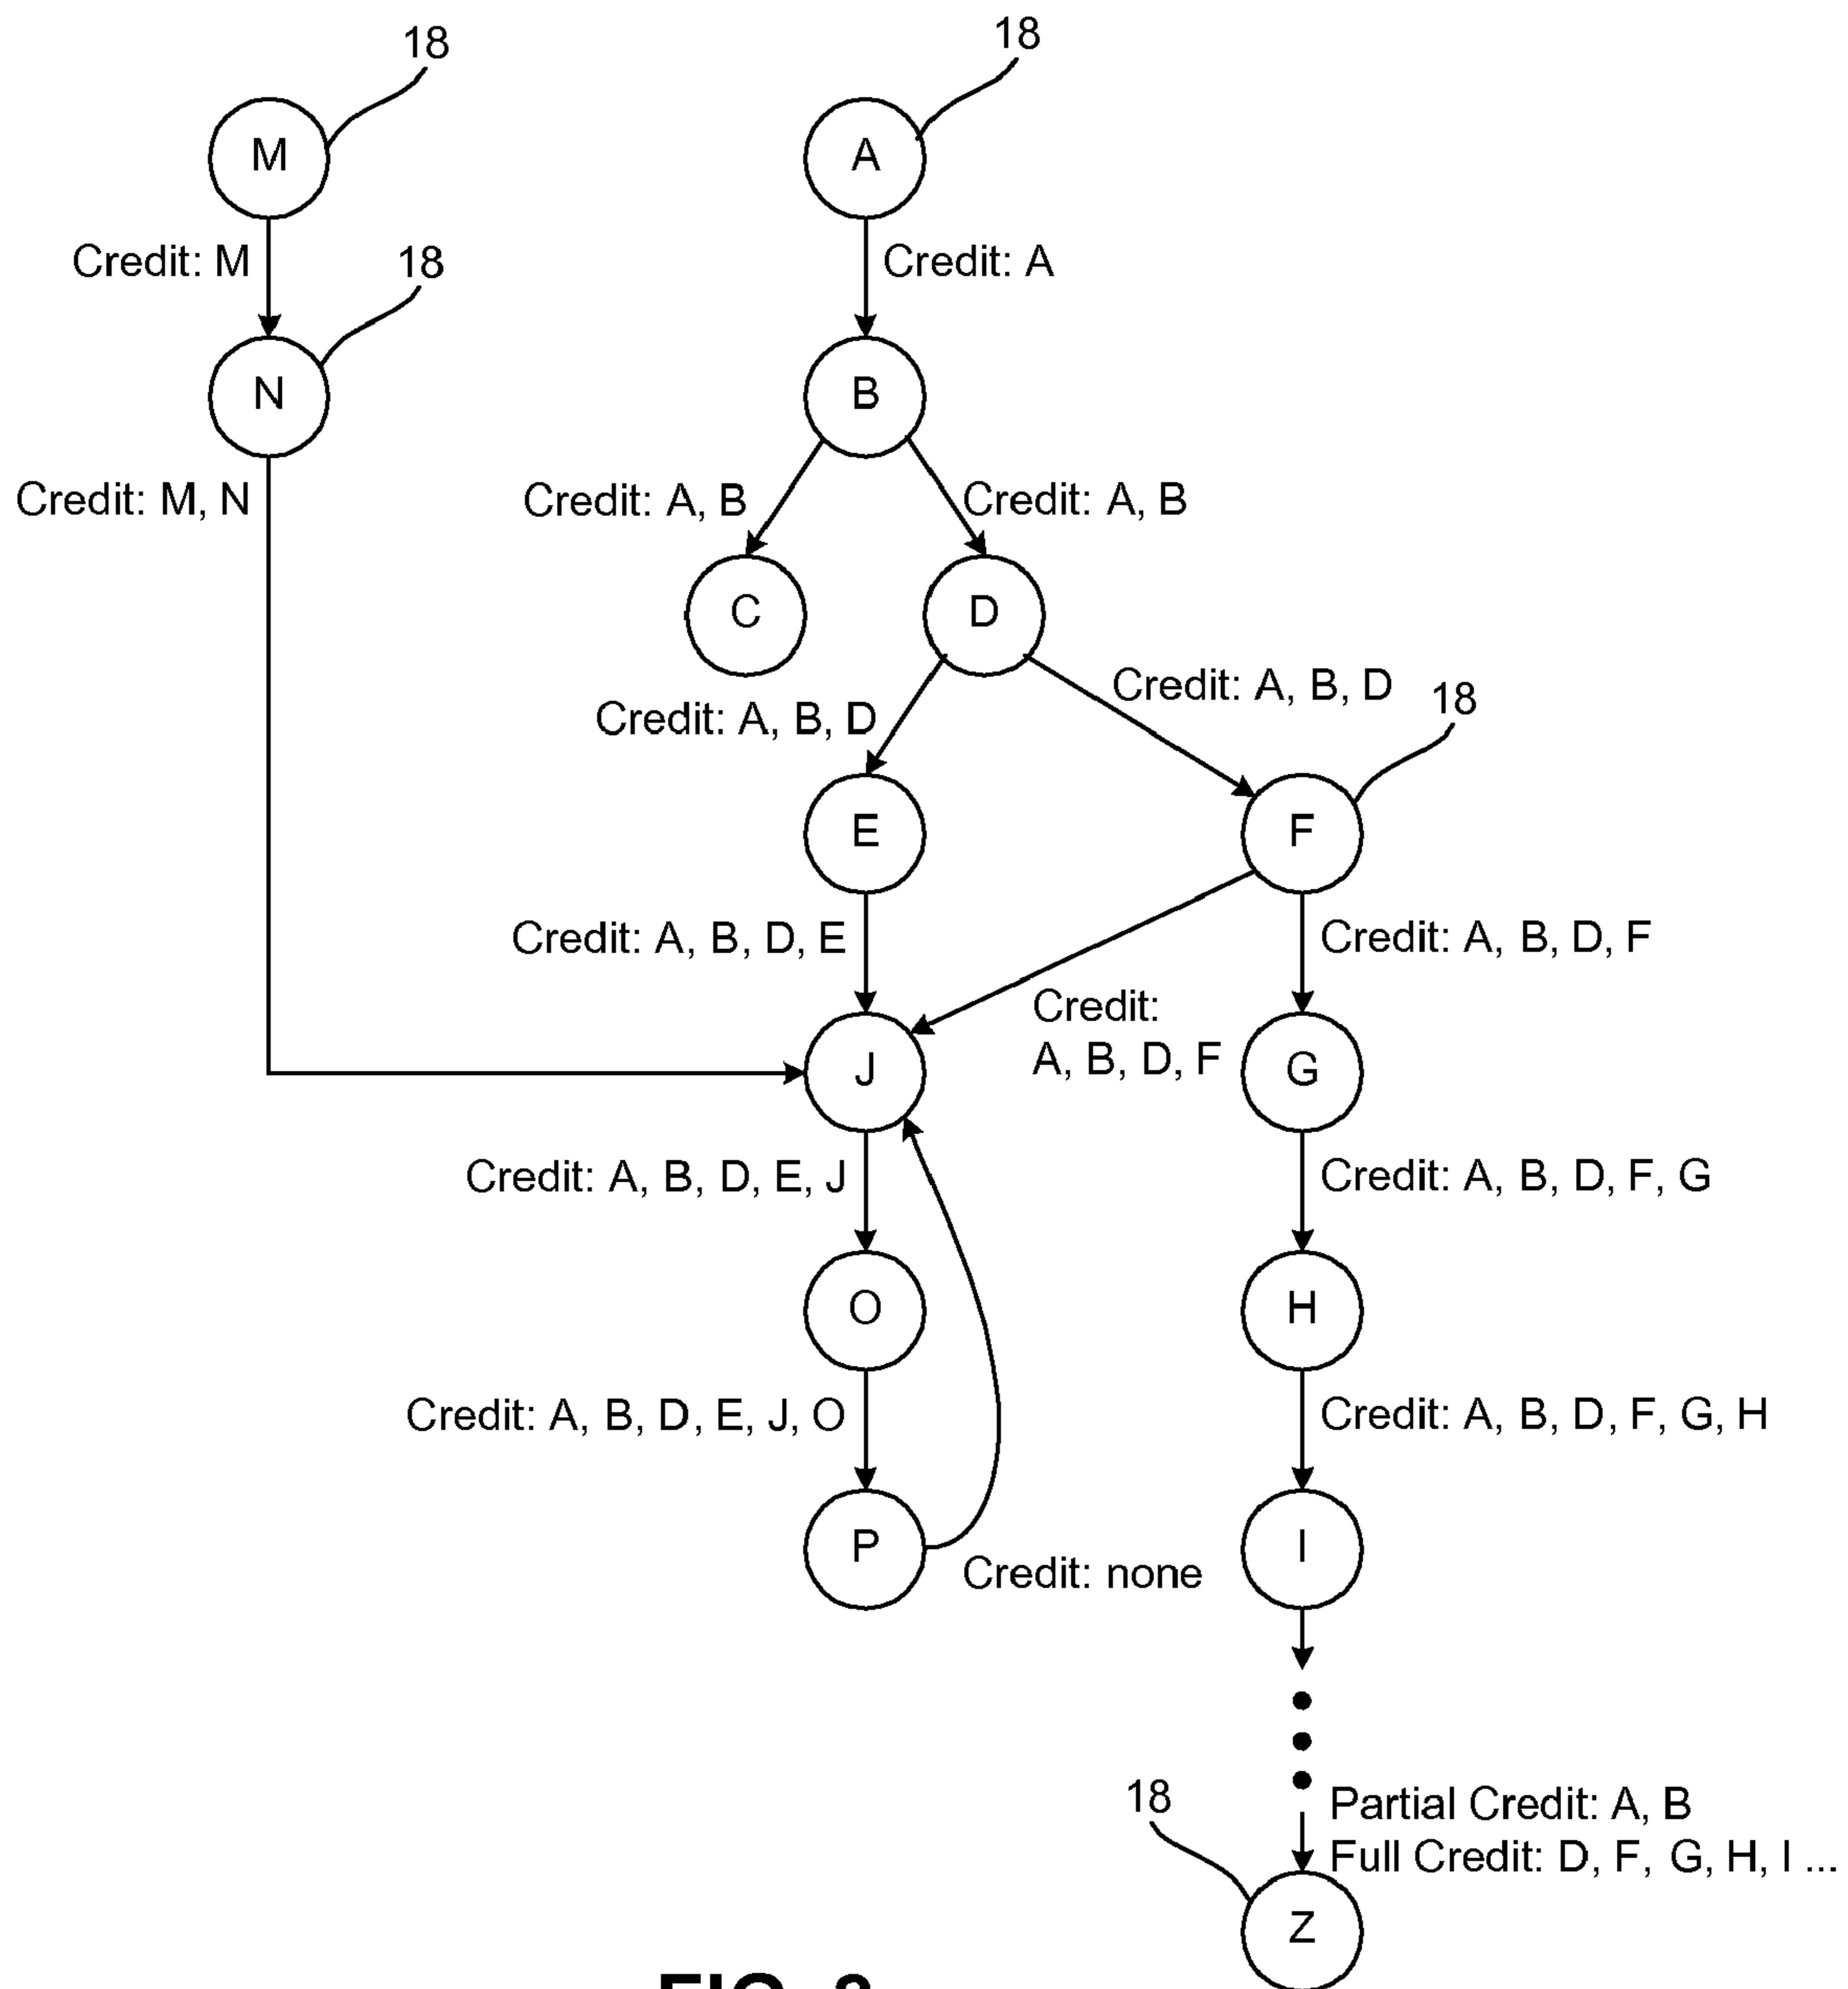 18
18
M
A
Credit: M
18
Credit: A
N
B
Credit: M, N
Credit: A, B
Credit: A, B
C
D
Credit: A, B, D
Credit: A, B, D
18
E
F
Credit: A, B, D, E
Credit: A, B, D, F
Credit:
A, B, D, F
J
G
Credit: A, B, D, E, J
Credit: A, B, D, F, G
O
H
Credit: A, B, D, E, J, O
Credit: A, B, D, F, G, H
P
I
Credit: none
18
Partial Credit: A, B
Full Credit: D, F, G, H, I ...
Z